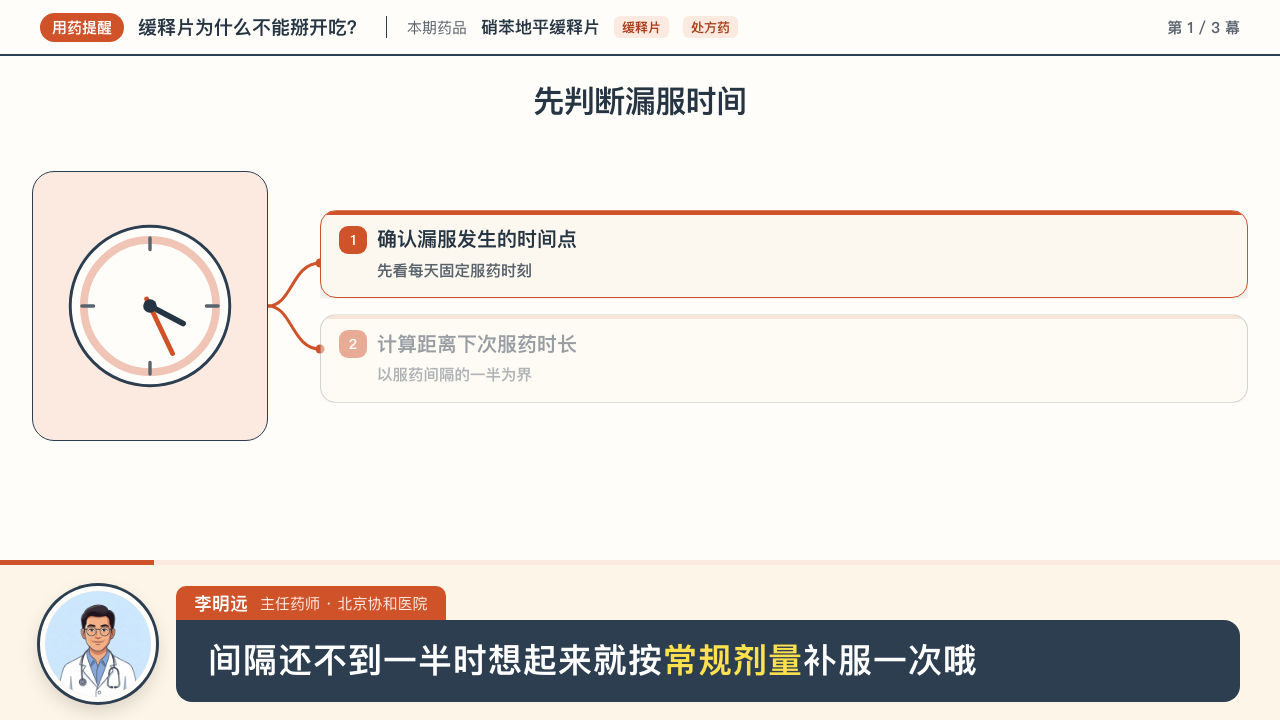 用药提醒 缓释片为什么不能掰开吃? 本期药品 硝苯地平缓释片 缓释片 处方药 第 1 / 3 幕
先判断漏服时间
1 确认漏服发生的时间点
先看每天固定服药时刻
2 计算距离下次服药时长
以服药间隔的一半为界
李明远 主任药师 · 北京协和医院
间隔还不到一半时想起来就按常规剂量补服一次哦